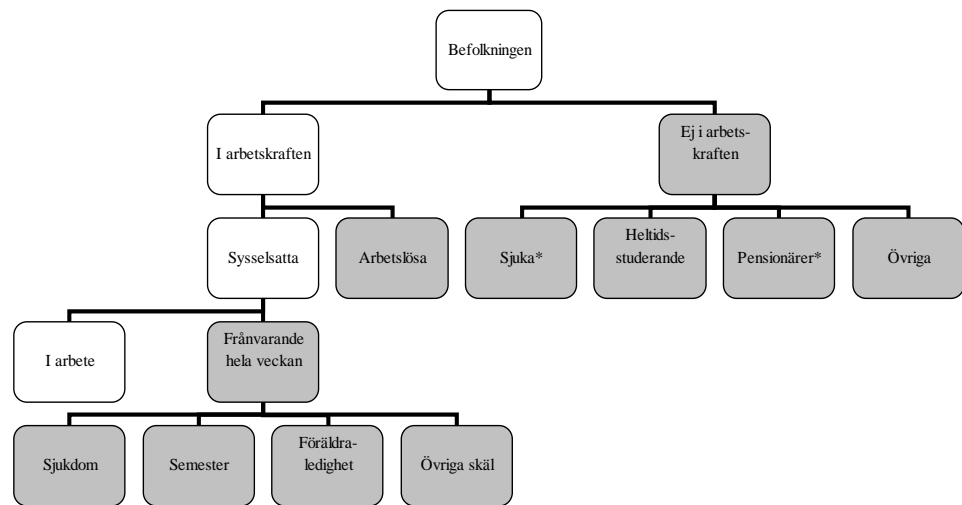 Befolkningen
I arbetskraften
Ej i arbets-
kraften
Sysselsatta
Arbetslösa
Sjuka*
Heltids-
studerande
Pensionärer*
Övriga
I arbete
Frånvarande
hela veckan
Sjukdom
Semester
Föräldra-
ledighet
Övriga skäl